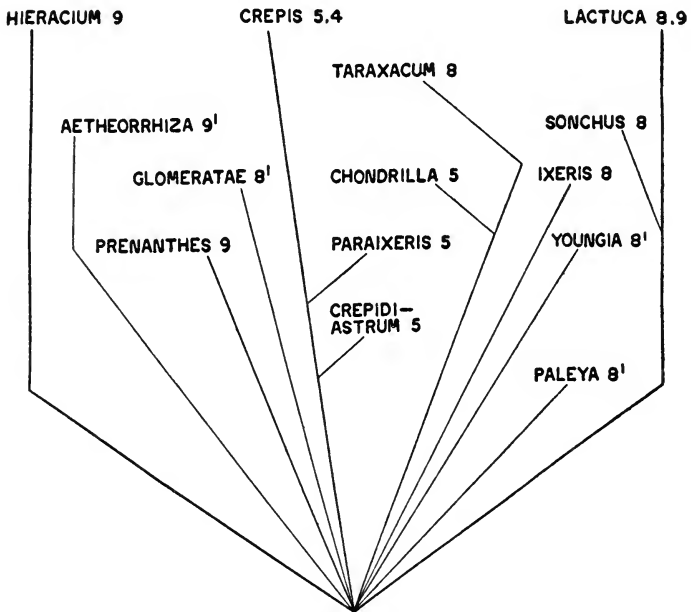 HIERACIUM 9
CREPIS 5.4
LACTUCA 8.9
TARAXACUM 8
AETHEORRHIZA 9¹
SONCHUS 8
GLOMERATAE 8¹
CHONDRILLA 5
IXERIS 8
PRENANTHES 9
PARAIXERIS 5
YOUNGIA 8¹
CREPIDI-
ASTRUM 5
PALEYA 8¹